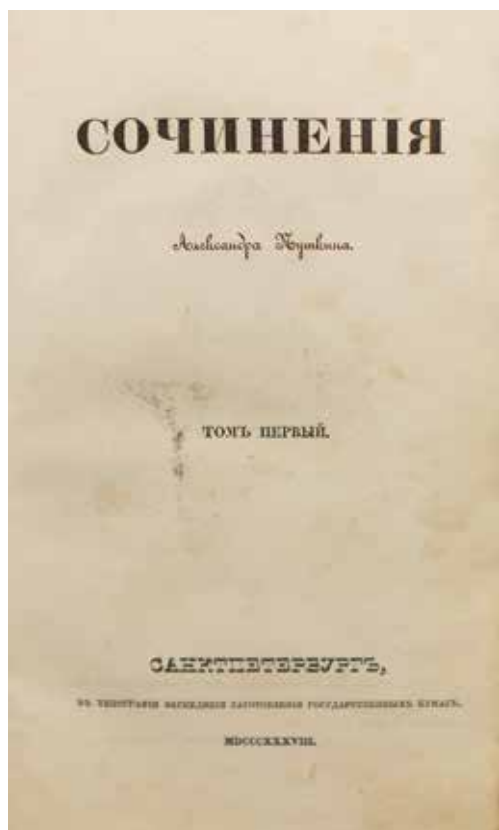 СОЧИНЕНІЯ
Александра Пушкина.
ТОМЪ ПЕРВЫЙ.
САНКТПЕТЕРБУРГЪ,
ВЪ ТИПОГРАФІИ ЭКСПЕДИЦІИ ЗАГОТОВЛЕНІЯ ГОСУДАРСТВЕННЫХЪ БУМАГЪ.
MDCCCXXXVIII.